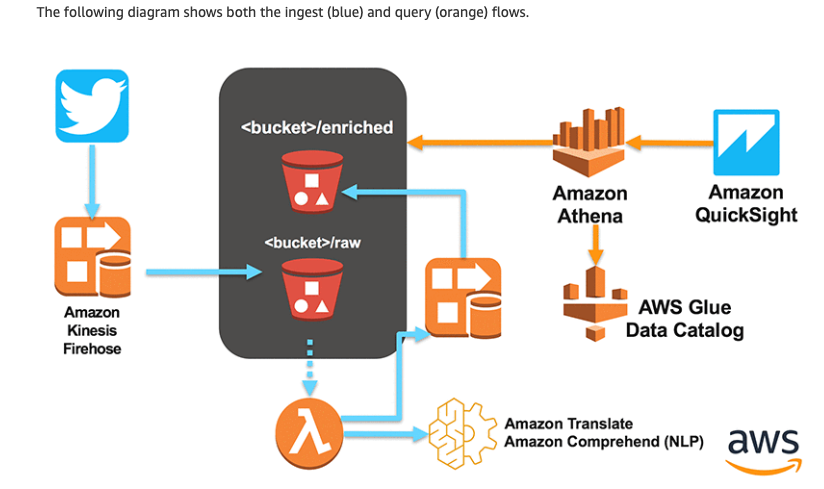 The following diagram shows both the ingest (blue) and query (orange) flows.
<bucket>/enriched
<bucket>/raw
Amazon
Kinesis
Firehose
Amazon
Athena
Amazon
QuickSight
AWS Glue
Data Catalog
Amazon Translate
Amazon Comprehend (NLP)
aws